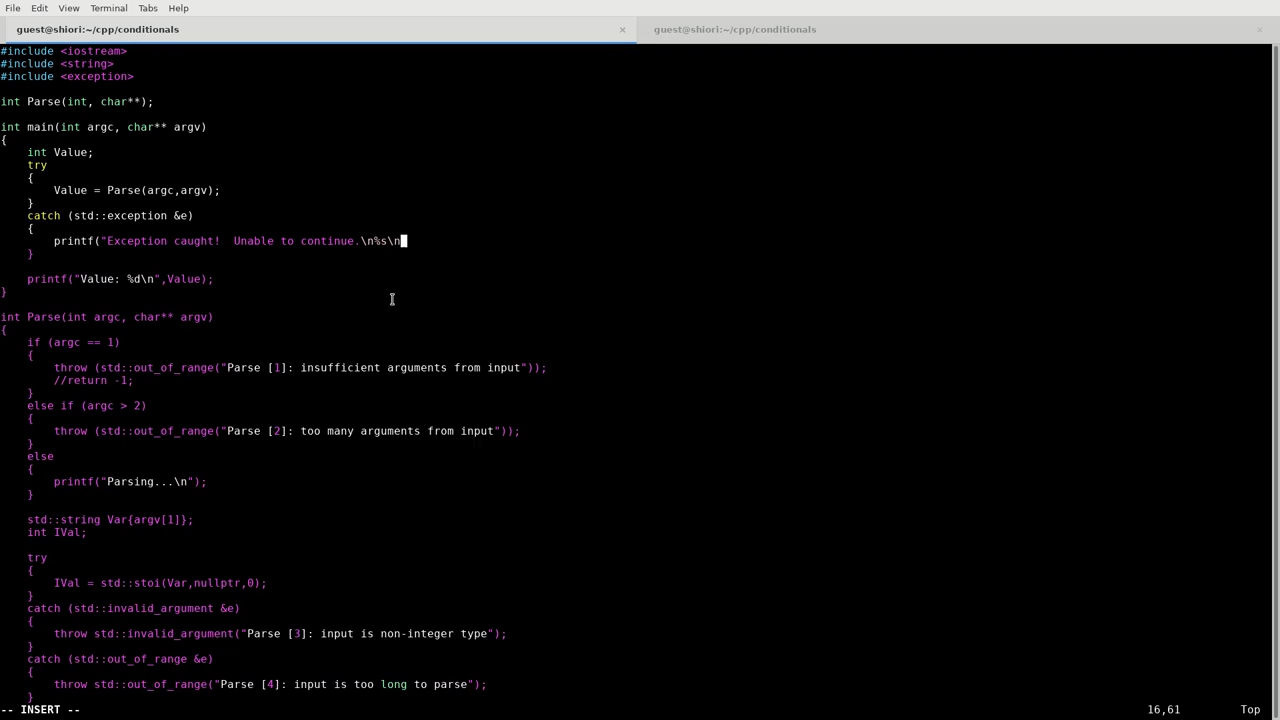 File Edit View Terminal Tabs Help
guest@shiori:~/cpp/conditionals × guest@shiori:~/cpp/conditionals ×
#include <iostream>
#include <string>
#include <exception>

int Parse(int, char**);

int main(int argc, char** argv)
{
    int Value;
    try
    {
        Value = Parse(argc,argv);
    }
    catch (std::exception &e)
    {
        printf("Exception caught!  Unable to continue.\n%s\n
    }

    printf("Value: %d\n",Value);
}

int Parse(int argc, char** argv)
{
    if (argc == 1)
    {
        throw (std::out_of_range("Parse [1]: insufficient arguments from input"));
        //return -1;
    }
    else if (argc > 2)
    {
        throw (std::out_of_range("Parse [2]: too many arguments from input"));
    }
    else
    {
        printf("Parsing...\n");
    }

    std::string Var{argv[1]};
    int IVal;

    try
    {
        IVal = std::stoi(Var,nullptr,0);
    }
    catch (std::invalid_argument &e)
    {
        throw std::invalid_argument("Parse [3]: input is non-integer type");
    }
    catch (std::out_of_range &e)
    {
        throw std::out_of_range("Parse [4]: input is too long to parse");
    }
-- INSERT -- 16,61 Top